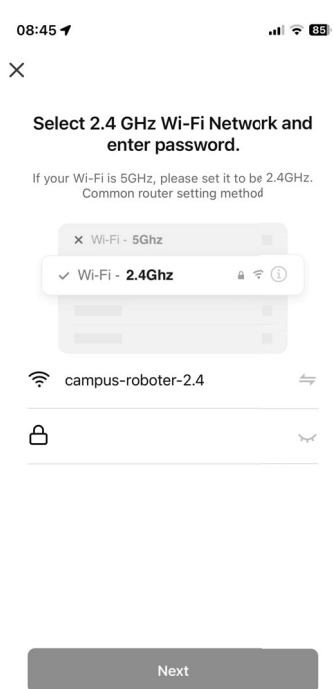 08:45
85
Select 2.4 GHz Wi-Fi Network and
enter password.
If your Wi-Fi is 5GHz, please set it to be 2.4GHz.
Common router setting method
Wi-Fi - 5Ghz
Wi-Fi - 2.4Ghz
campus-roboter-2.4
Next